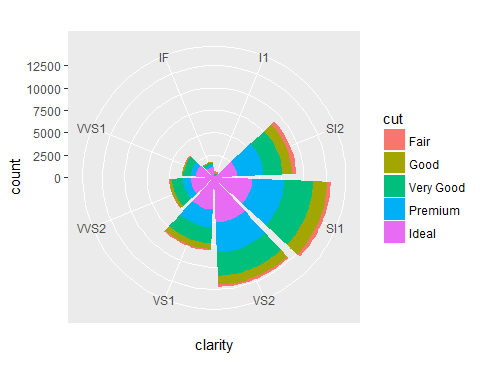 IF
I1
12500
10000
7500
5000
2500
0
VVS1
SI2
VVS2
SI1
VS1
VS2
count
clarity
cut
Fair
Good
Very Good
Premium
Ideal